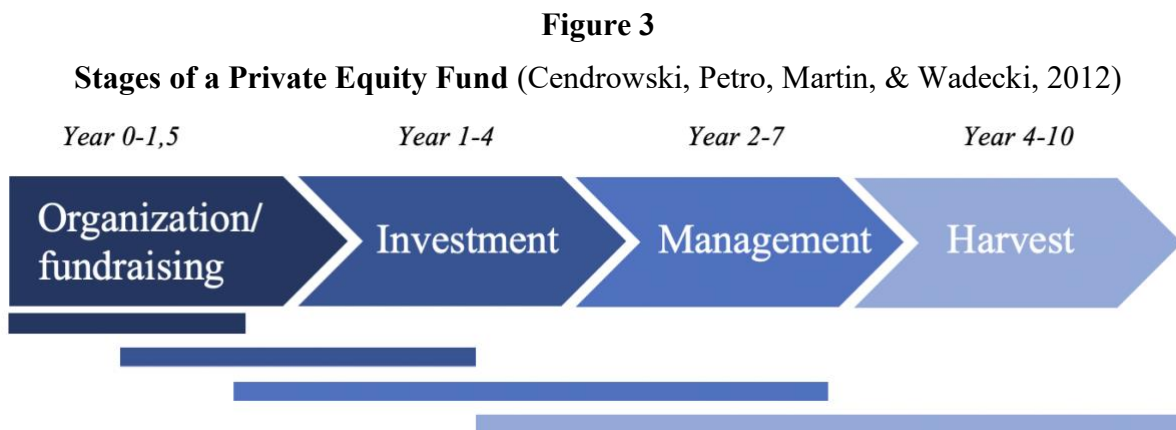 Figure 3
Stages of a Private Equity Fund (Cendrowski, Petro, Martin, & Wadecki, 2012)
Year 0-1,5
Year 1-4
Year 2-7
Year 4-10
Organization/
fundraising
Investment
Management
Harvest